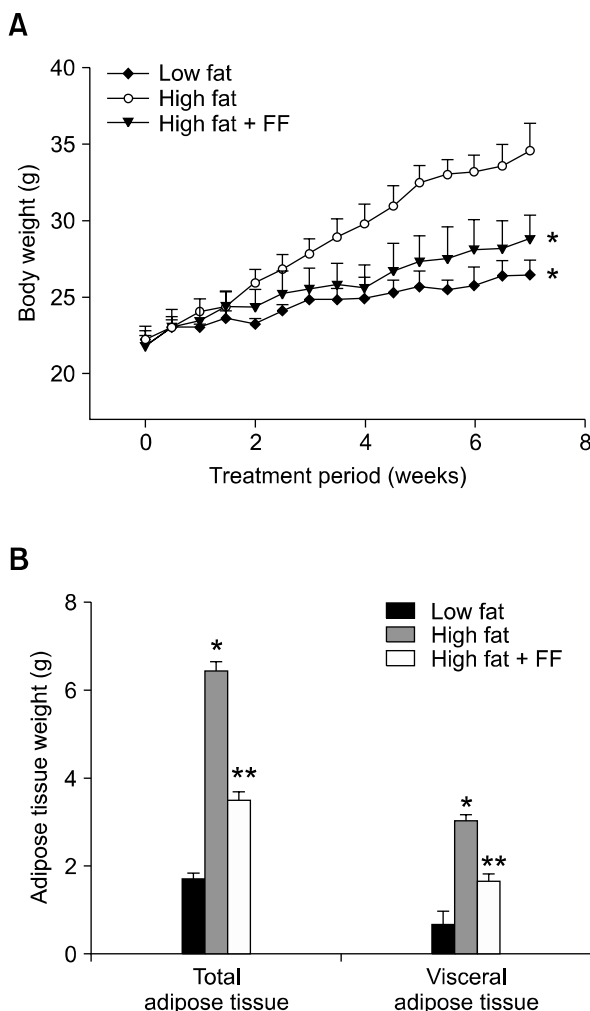 A
Low fat
High fat
High fat + FF
40
35
30
25
20
Body weight (g)
*
*
0 2 4 6 8
Treatment period (weeks)
B
Low fat
High fat
High fat + FF
8
6
4
2
0
Adipose tissue weight (g)
*
**
*
**
Total
adipose tissue
Visceral
adipose tissue